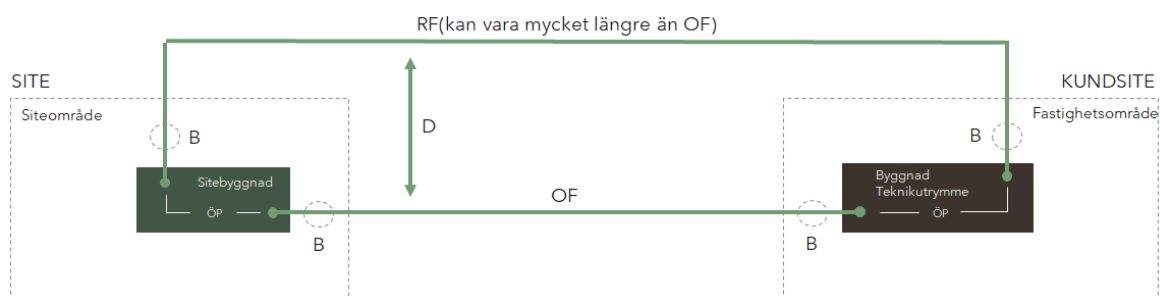 RF(kan vara mycket längre än OF)
SITE
KUNDSITE
Siteområde
Fastighetsområde
B
D
B
Sitebyggnad
Byggnad
Teknikutrymme
OF
ÖP
ÖP
B
B